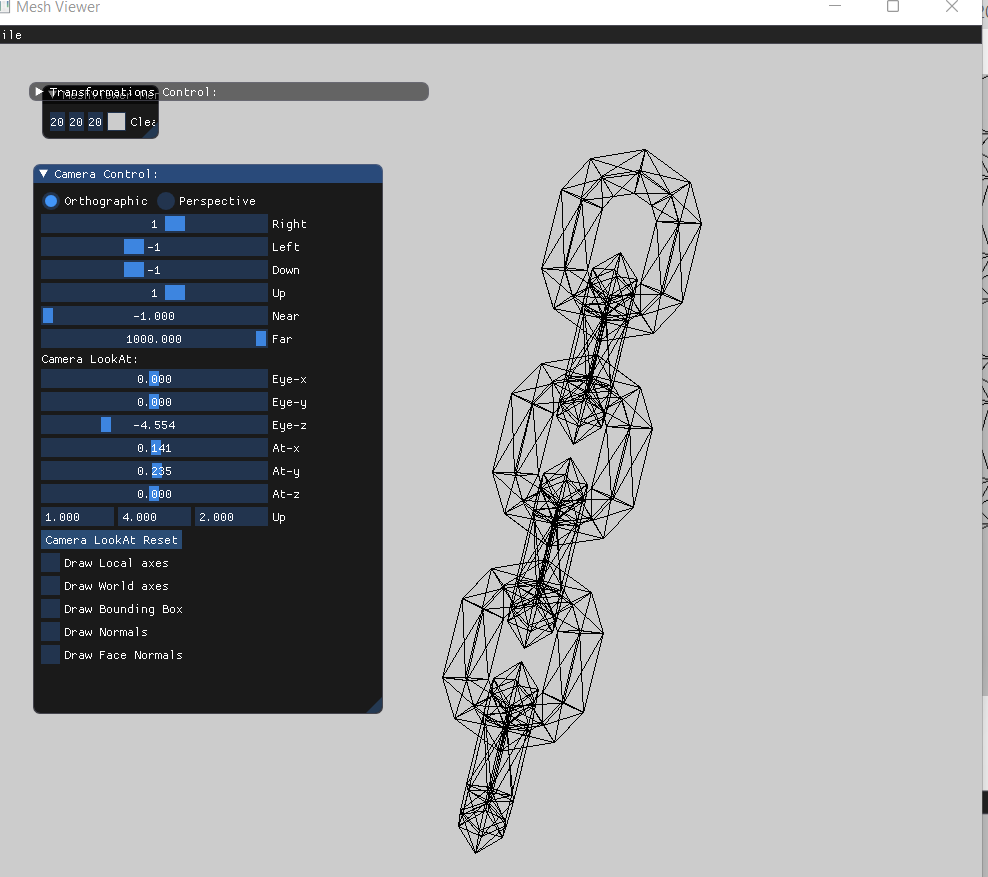 Mesh Viewer
ile
Transformations Control:
20 20 20 Clea
Camera Control:
Orthographic Perspective
1 Right
-1 Left
-1 Down
1 Up
-1.000 Near
1000.000 Far
Camera LookAt:
0.000 Eye-x
0.000 Eye-y
-4.554 Eye-z
0.141 At-x
0.235 At-y
0.000 At-z
1.000 4.000 2.000 Up
Camera LookAt Reset
Draw Local axes
Draw World axes
Draw Bounding Box
Draw Normals
Draw Face Normals